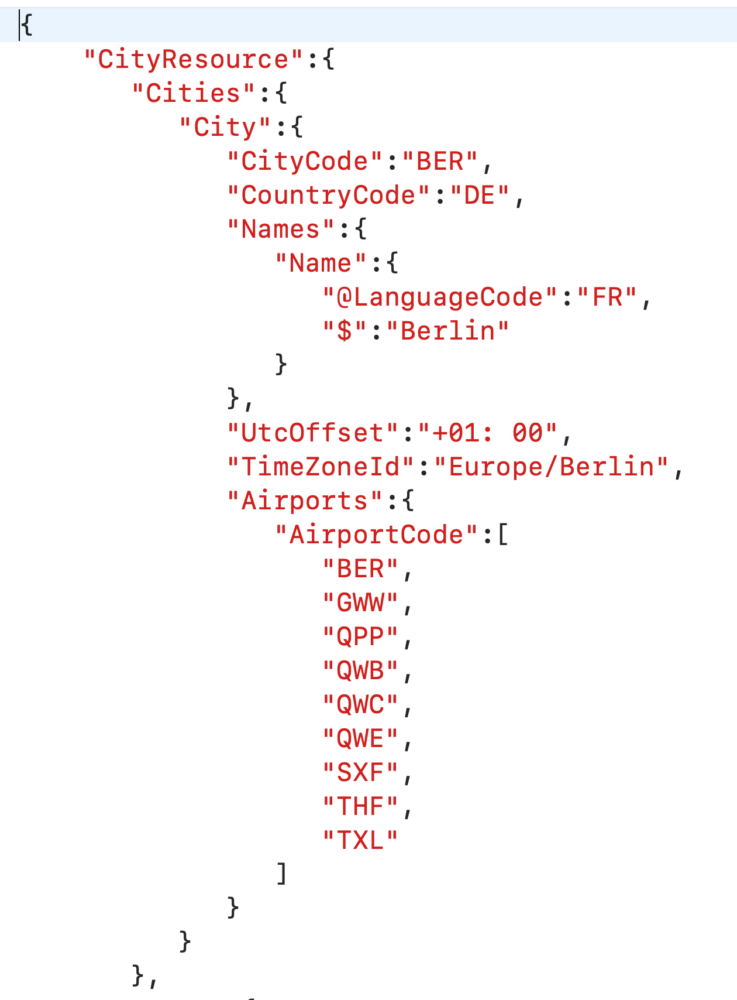 {
"CityResource":{
"Cities":{
"City":{
"CityCode":"BER",
"CountryCode":"DE",
"Names":{
"Name":{
"@LanguageCode":"FR",
"$":"Berlin"
}
},
"UtcOffset":"+01: 00",
"TimeZoneId":"Europe/Berlin",
"Airports":{
"AirportCode":[
"BER",
"GWW",
"QPP",
"QWB",
"QWC",
"QWE",
"SXF",
"THF",
"TXL"
]
}
}
},